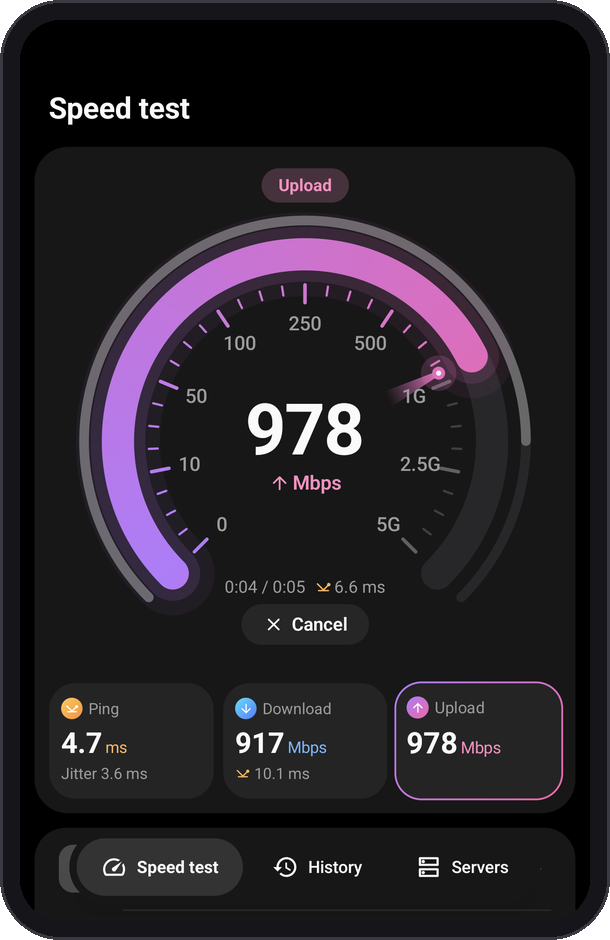 Speed test
Upload
250
100
500
50
1G
978
10
2.5G
Mbps
0
5G
0:04 / 0:05 6.6 ms
Cancel
Ping
4.7 ms
Jitter 3.6 ms
Download
917 Mbps
10.1 ms
Upload
978 Mbps
Speed test
History
Servers